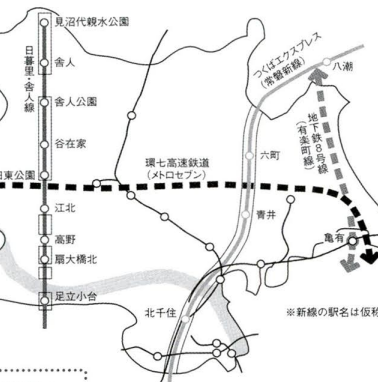 見沼代親水公園
日暮里・舎人線
舎人
舎人公園
谷在家
東公園
江北
高野
扇大橋北
足立小台
環七高速鉄道
(メトロセブン)
つくばエクスプレス
(常磐新線)
八潮
地下鉄8号線
(有楽町線)
六町
青井
亀有
北千住
※新線の駅名は仮称